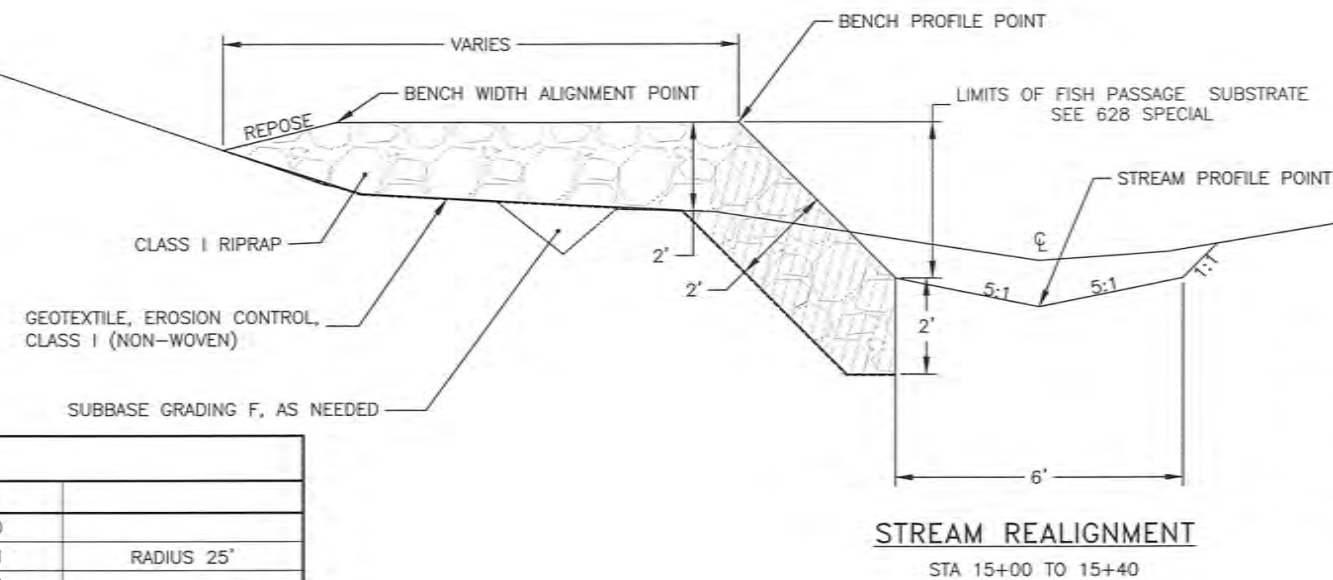 BENCH PROFILE POINT
VARIES
BENCH WIDTH ALIGNMENT POINT
LIMITS OF FISH PASSAGE SUBSTRATE
SEE 628 SPECIAL
REPOSE
STREAM PROFILE POINT
CLASS I RIPRAP
℄
2'
5:1
5:1
1:1
2'
2'
GEOTEXTILE, EROSION CONTROL,
CLASS I (NON-WOVEN)
SUBBASE GRADING F, AS NEEDED
6'
STREAM REALIGNMENT
STA 15+00 TO 15+40
RADIUS 25'